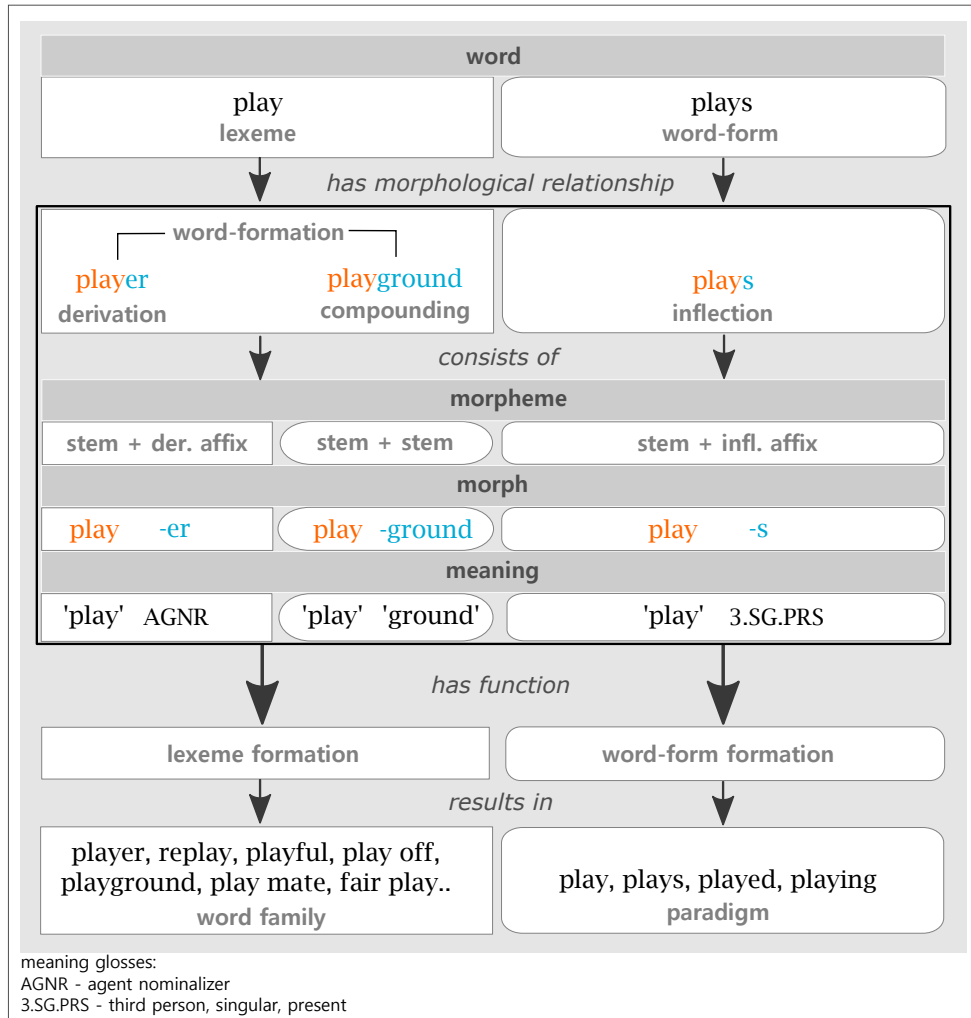 word
play
lexeme
plays
word-form
has morphological relationship
word-formation
player
derivation
playground
compounding
plays
inflection
consists of
morpheme
stem + der. affix
stem + stem
stem + infl. affix
morph
play -er
play -ground
play -s
meaning
'play' AGNR
'play' 'ground'
'play' 3.SG.PRS
has function
lexeme formation
word-form formation
results in
player, replay, playful, play off,
playground, play mate, fair play..
word family
play, plays, played, playing
paradigm
meaning glosses:
AGNR - agent nominalizer
3.SG.PRS - third person, singular, present